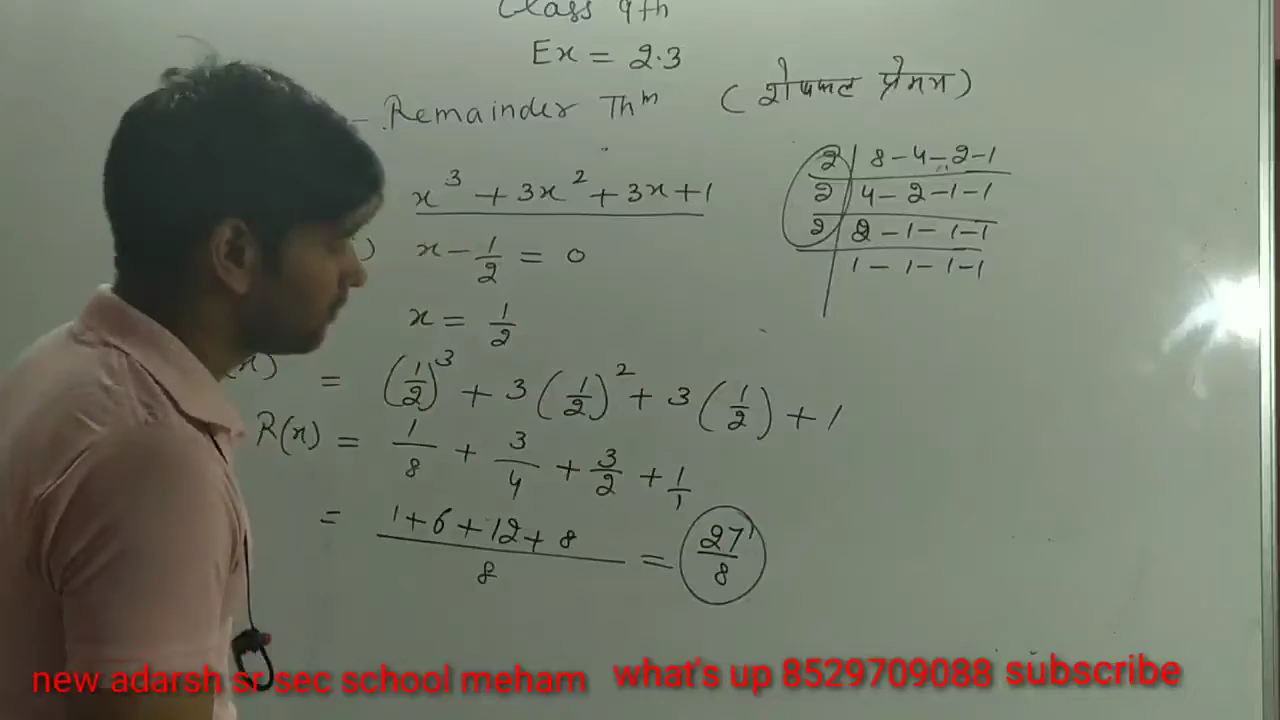 Class 9th
Ex = 2.3
- Remainder Thm (शेषफल प्रेमय)
x³ + 3x² + 3x + 1
) x - 1/2 = 0
x = 1/2
(x) = (1/2)³ + 3(1/2)² + 3(1/2) + 1
R(x) = 1/8 + 3/4 + 3/2 + 1/1
= 1+6+12+8/8 = 27/8
2 | 8-4-2-1
2 | 4-2-1-1
2 | 2-1-1-1
1-1-1-1
new adarsh sr sec school meham what's up 8529709088 subscribe